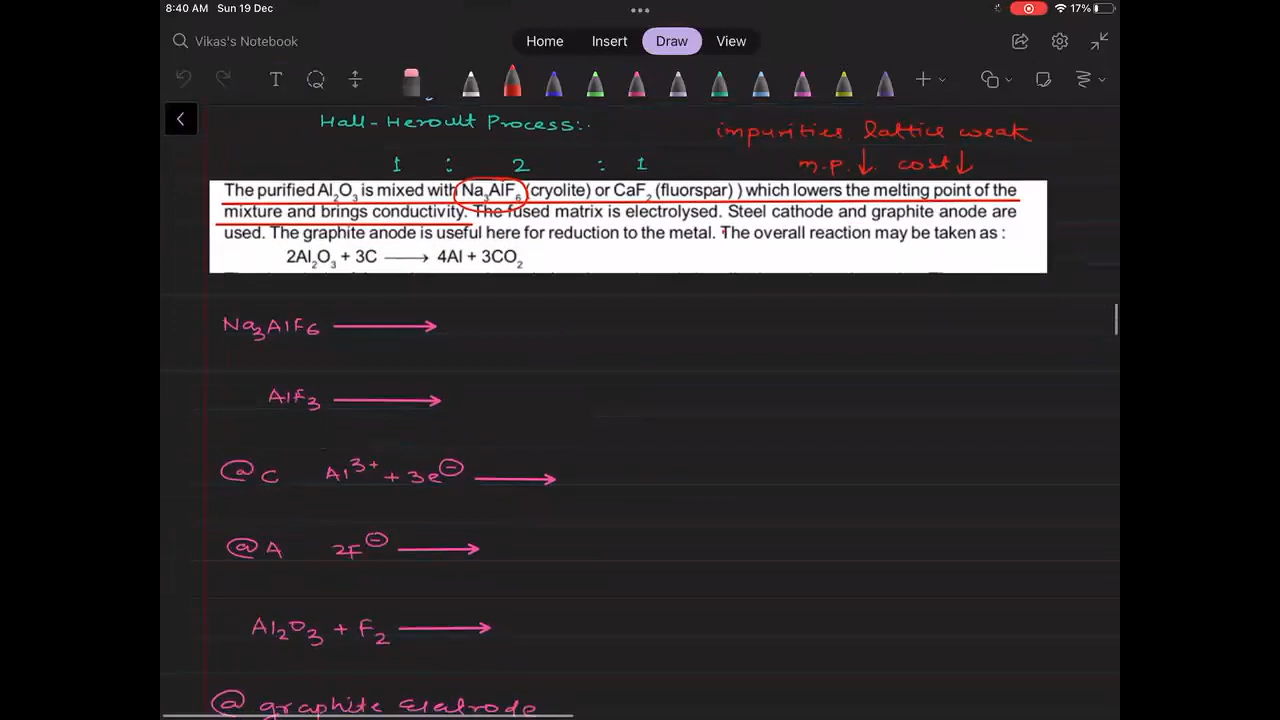 8:40 AM Sun 19 Dec
17%
Vikas's Notebook
Home Insert Draw View
Hall-Heroult Process:.
impurities lattice weak
m.p.↓ cost↓
1 : 2 : 1
The purified Al₂O₃ is mixed with Na₃AlF₆ (cryolite) or CaF₂ (fluorspar) ) which lowers the melting point of the
mixture and brings conductivity. The fused matrix is electrolysed. Steel cathode and graphite anode are
used. The graphite anode is useful here for reduction to the metal. The overall reaction may be taken as :
2Al₂O₃ + 3C ⟶ 4Al + 3CO₂
Na₃AlF₆ ⟶
AlF₃ ⟶
@ C Al³⁺ + 3e⊖ ⟶
@ A 2F⊖ ⟶
Al₂O₃ + F₂ ⟶
@ graphite Elelrode